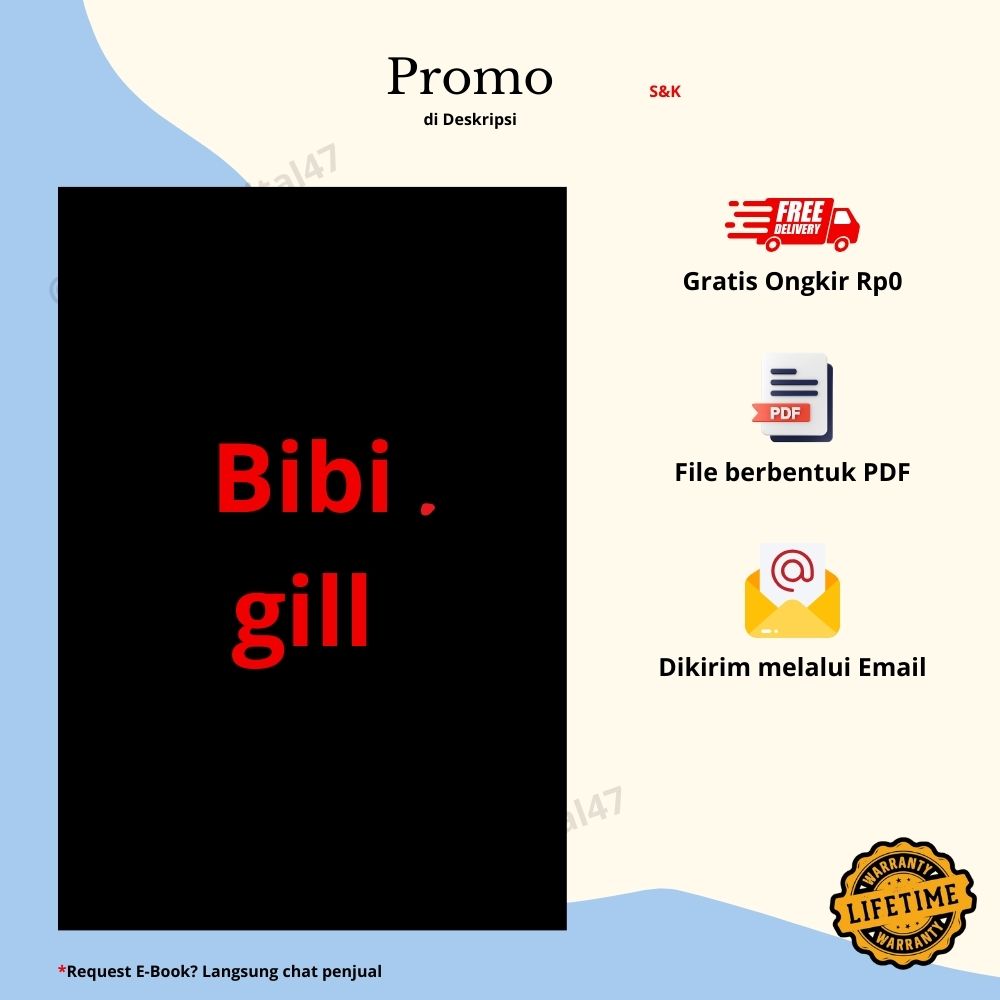 Promo
di Deskripsi
S&K
FREE
DELIVERY
Gratis Ongkir Rp0
PDF
File berbentuk PDF
@
Dikirim melalui Email
Bibi .
gill
WARRANTY
LIFETIME
WARRANTY
*Request E-Book? Langsung chat penjual